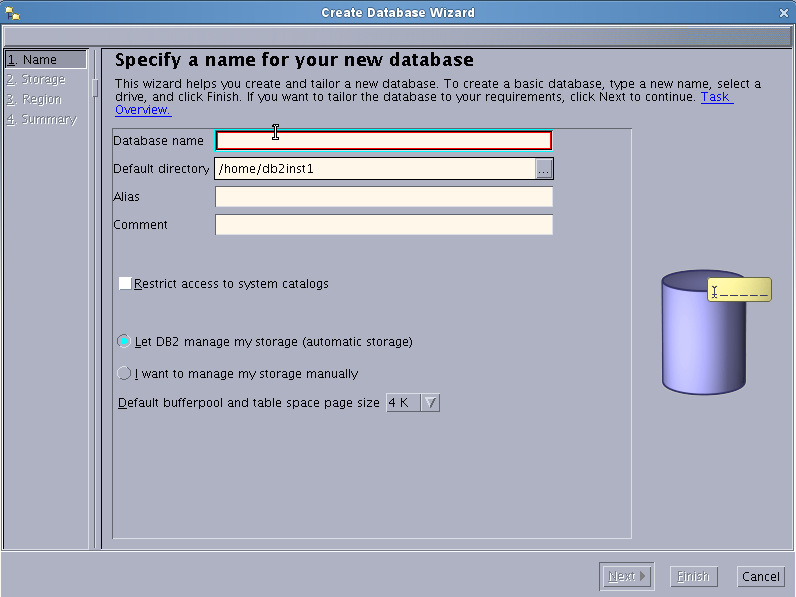 Create Database Wizard
1. Name
2. Storage
3. Region
4. Summary
Specify a name for your new database
This wizard helps you create and tailor a new database. To create a basic database, type a new name, select a
drive, and click Finish. If you want to tailor the database to your requirements, click Next to continue. Task
Overview.
Database name
Default directory /home/db2inst1 ...
Alias
Comment
Restrict access to system catalogs
Let DB2 manage my storage (automatic storage)
I want to manage my storage manually
Default bufferpool and table space page size 4 K
Next Finish Cancel